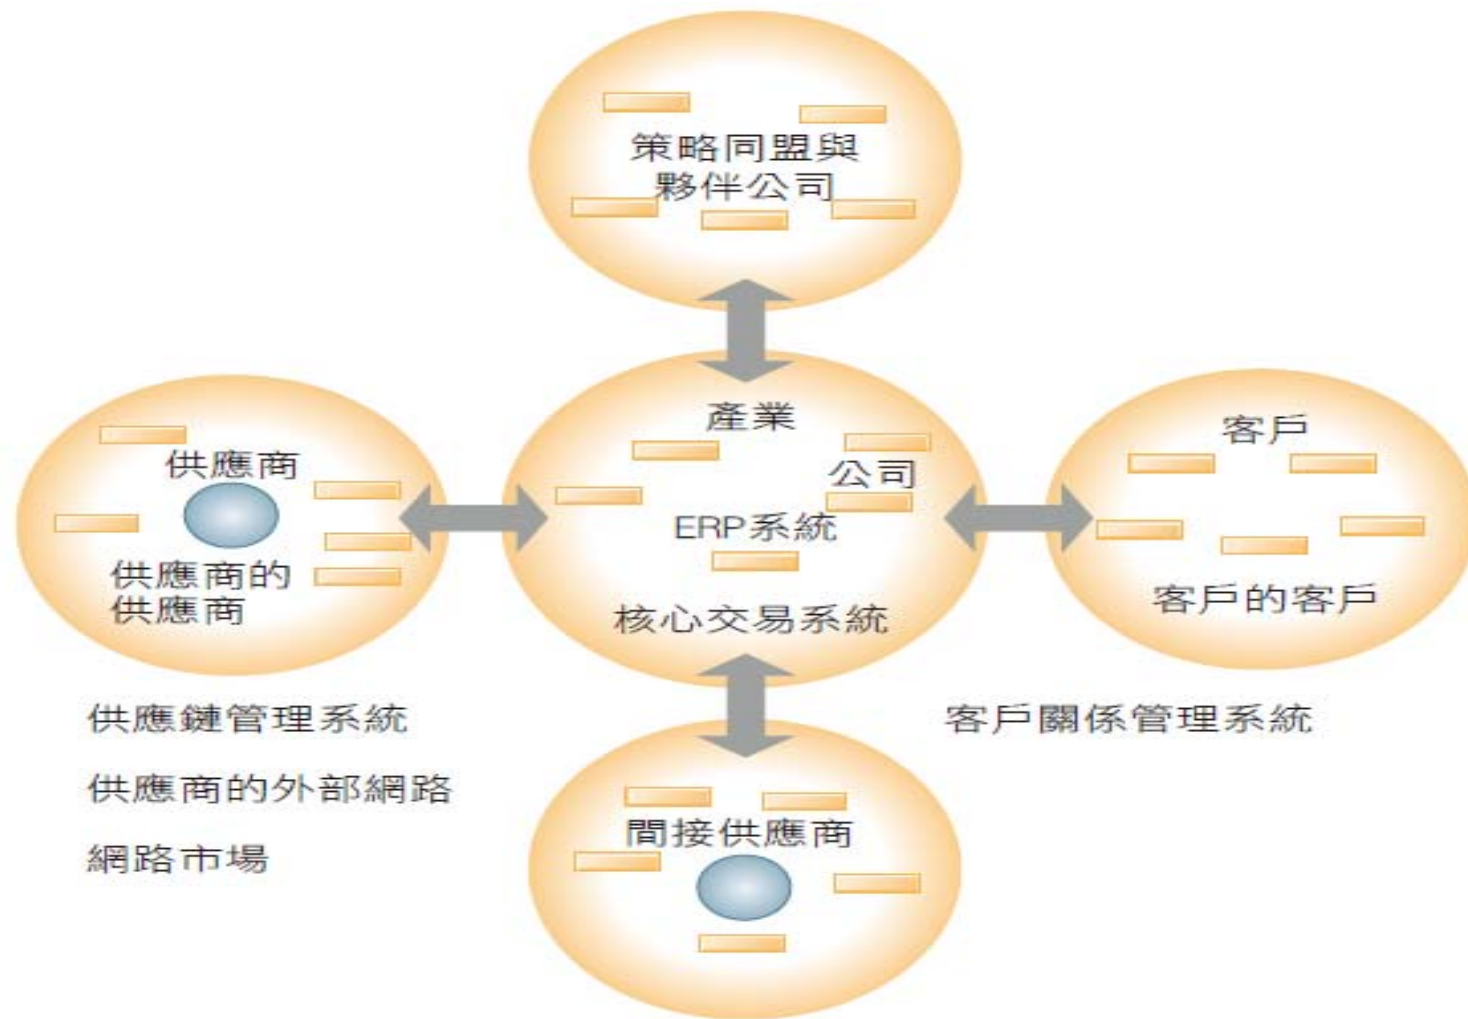 策略同盟與
夥伴公司
產業
公司
ERP系統
核心交易系統
供應商
供應商的
供應商
客戶
客戶的客戶
供應鏈管理系統
供應商的外部網路
網路市場
客戶關係管理系統
間接供應商